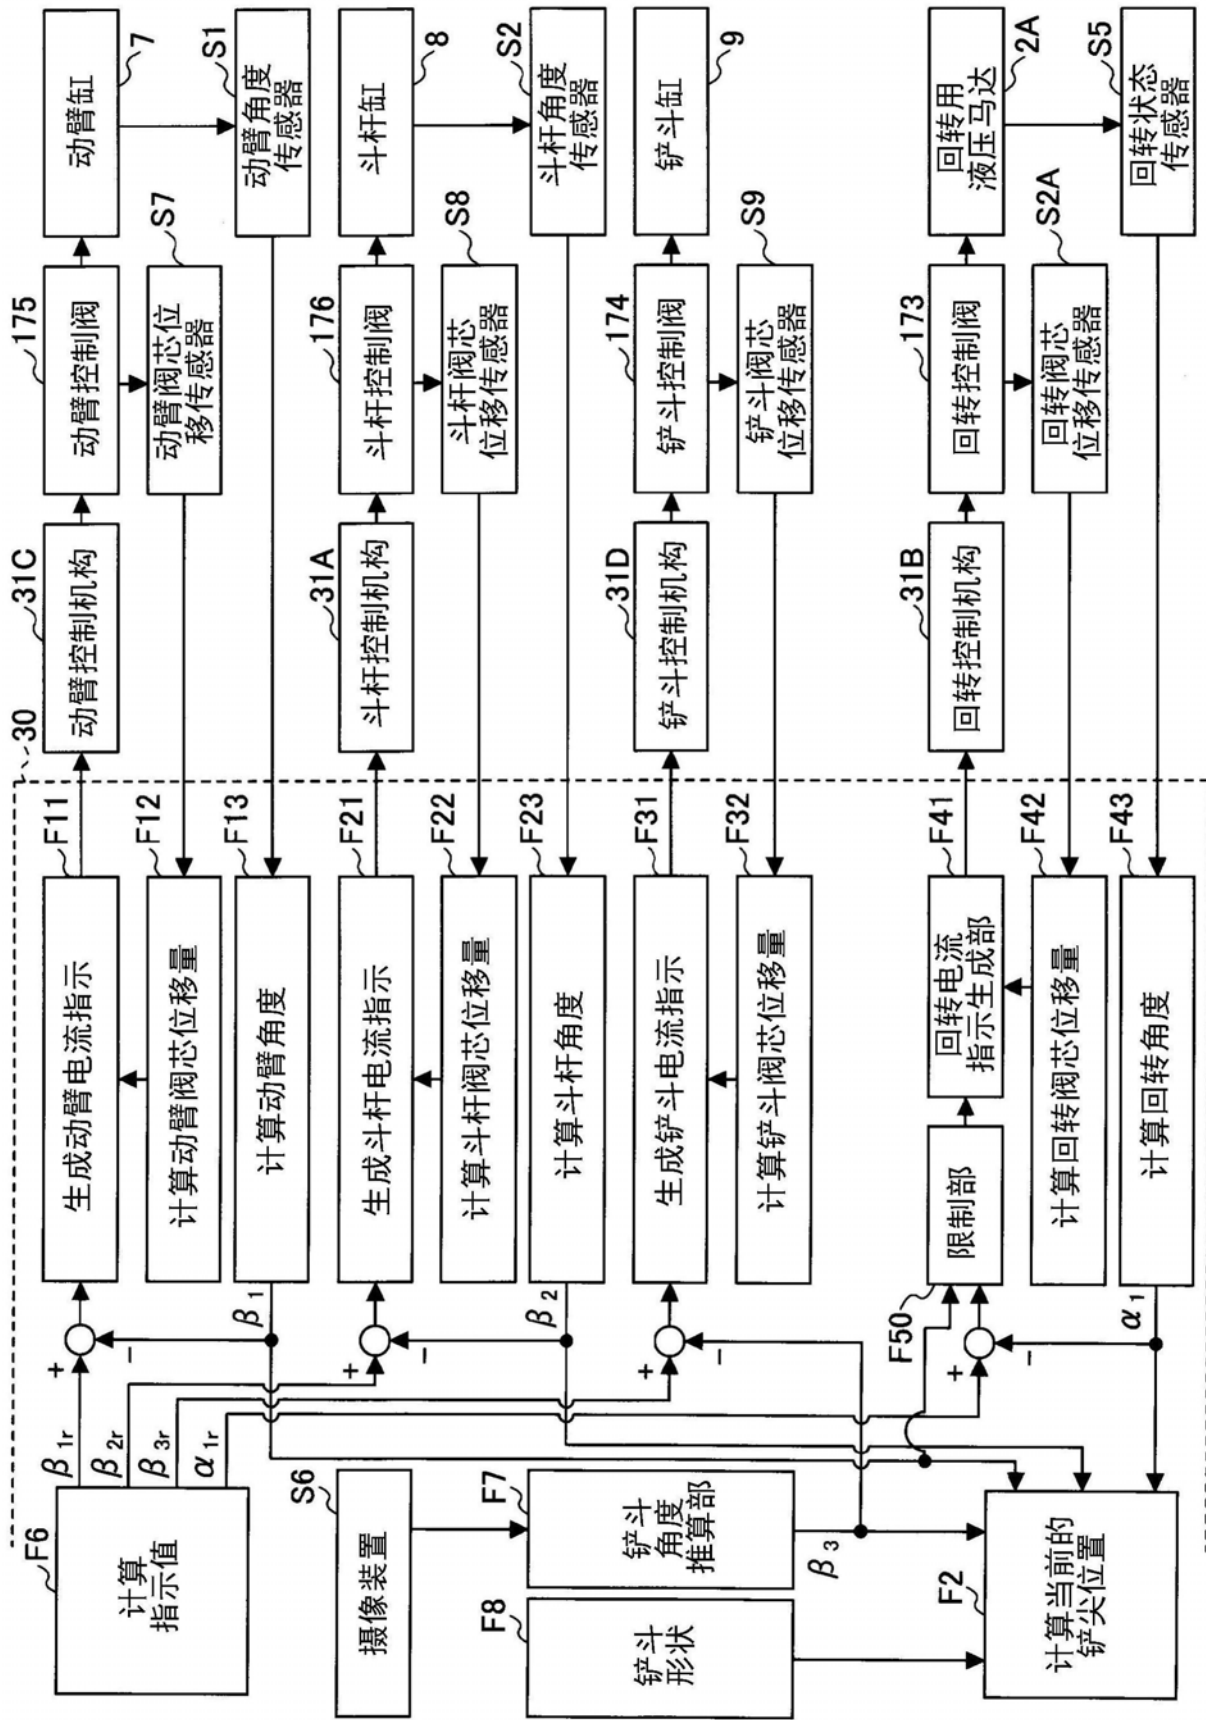 F6
计算
指示值
β1r
β2r
β3r
α1r
30
+
−
生成动臂电流指示
F11
动臂控制机构
31C
动臂控制阀
175
动臂缸
7
计算动臂阀芯位移量
F12
动臂阀芯位
移传感器
S7
β1
计算动臂角度
F13
动臂角度
传感器
S1
S6
摄像装置
+
−
生成斗杆电流指示
F21
斗杆控制机构
31A
斗杆控制阀
176
斗杆缸
8
计算斗杆阀芯位移量
F22
斗杆阀芯
位移传感器
S8
β2
计算斗杆角度
F23
斗杆角度
传感器
S2
F8
铲斗
形状
F7
铲斗
角度
推算部
β3
+
−
生成铲斗电流指示
F31
铲斗控制机构
31D
铲斗控制阀
174
铲斗缸
9
计算铲斗阀芯位移量
F32
铲斗阀芯
位移传感器
S9
F50
限制部
+
−
回转电流
指示生成部
F41
回转控制机构
31B
回转控制阀
173
回转用
液压马达
2A
计算回转阀芯位移量
F42
回转阀芯
位移传感器
S2A
F2
计算当前的
铲尖位置
α1
计算回转角度
F43
回转状态
传感器
S5